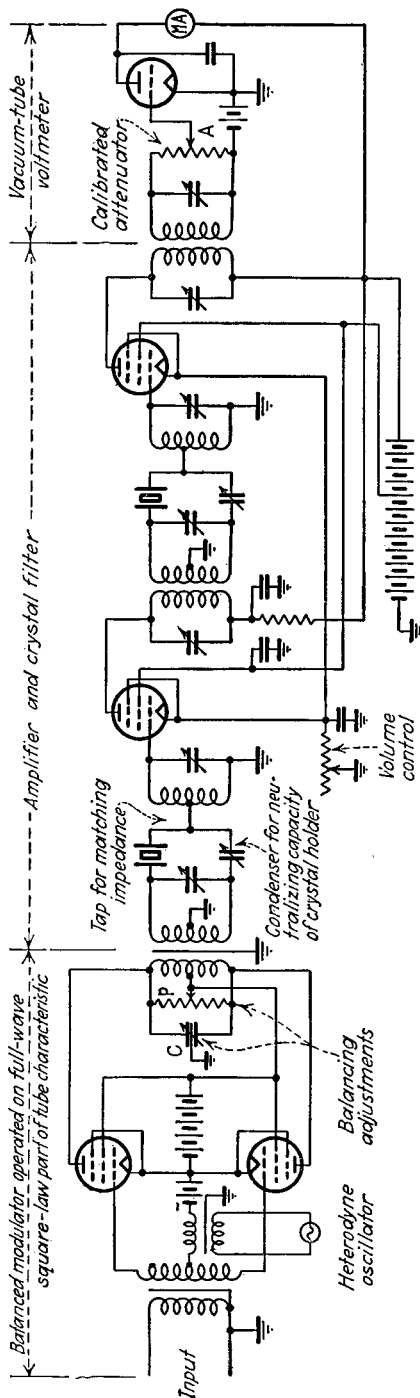 Balanced modulator operated on full-wave
square-law part of tube characteristic
Amplifier and crystal filter
Vacuum-tube
voltmeter
Input
Heterodyne
oscillator
C
P
Balancing
adjustments
Tap for matching
impedance
Condenser for neu-
tralizing capacity
of crystal holder
Volume
control
Calibrated
attenuator
A
MA